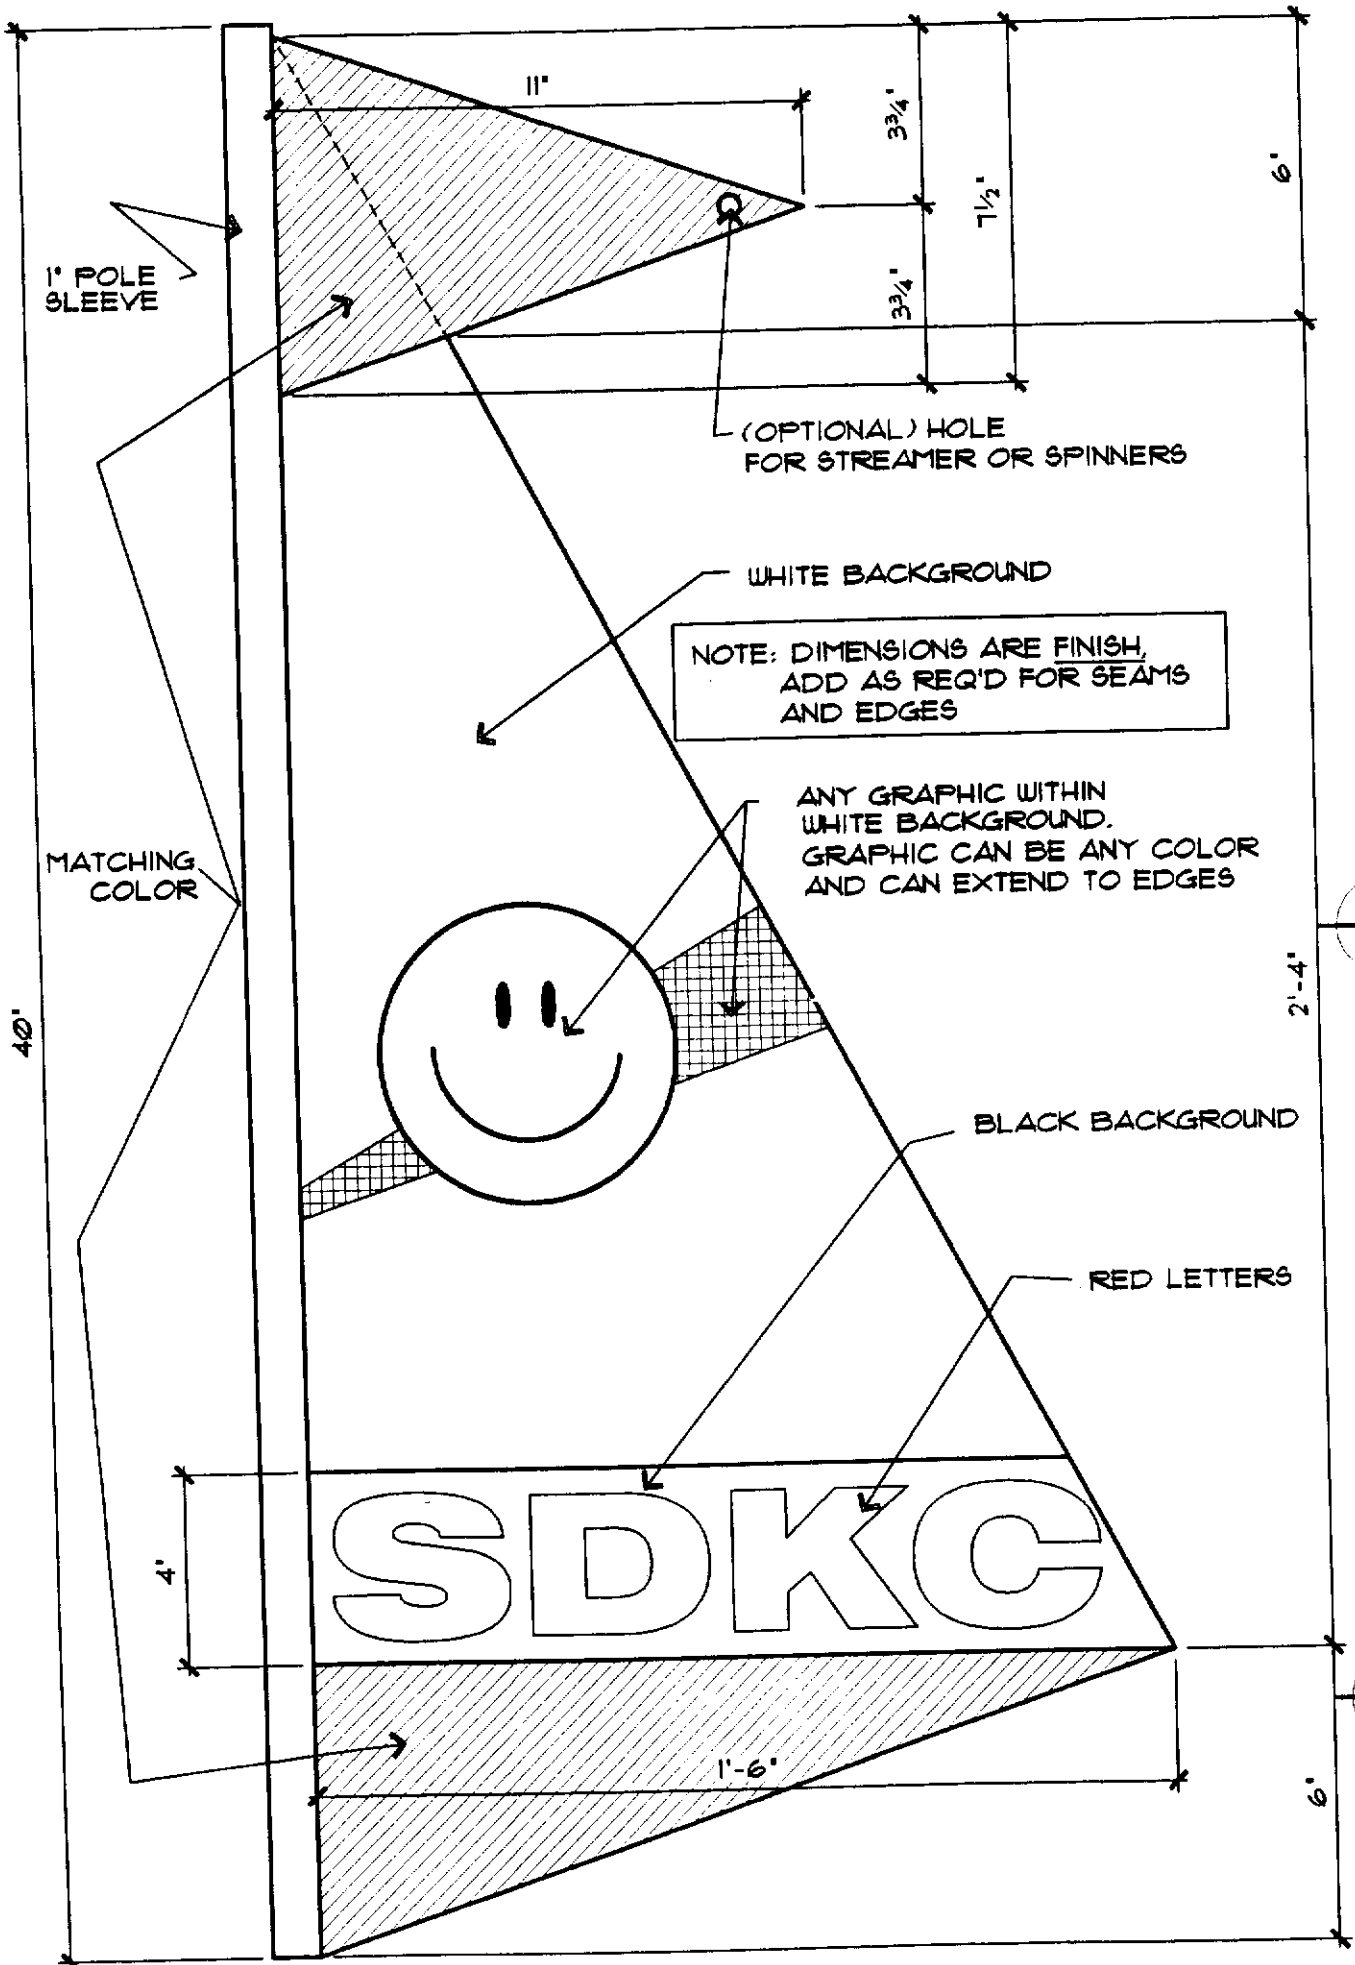 11"
3¾"
7½"
6"
3¾"
1" POLE
SLEEVE
(OPTIONAL) HOLE
FOR STREAMER OR SPINNERS
WHITE BACKGROUND
NOTE: DIMENSIONS ARE FINISH,
ADD AS REQ'D FOR SEAMS
AND EDGES
ANY GRAPHIC WITHIN
WHITE BACKGROUND.
GRAPHIC CAN BE ANY COLOR
AND CAN EXTEND TO EDGES
MATCHING
COLOR
40"
2'-4"
BLACK BACKGROUND
RED LETTERS
4"
SDKC
1'-6"
6"